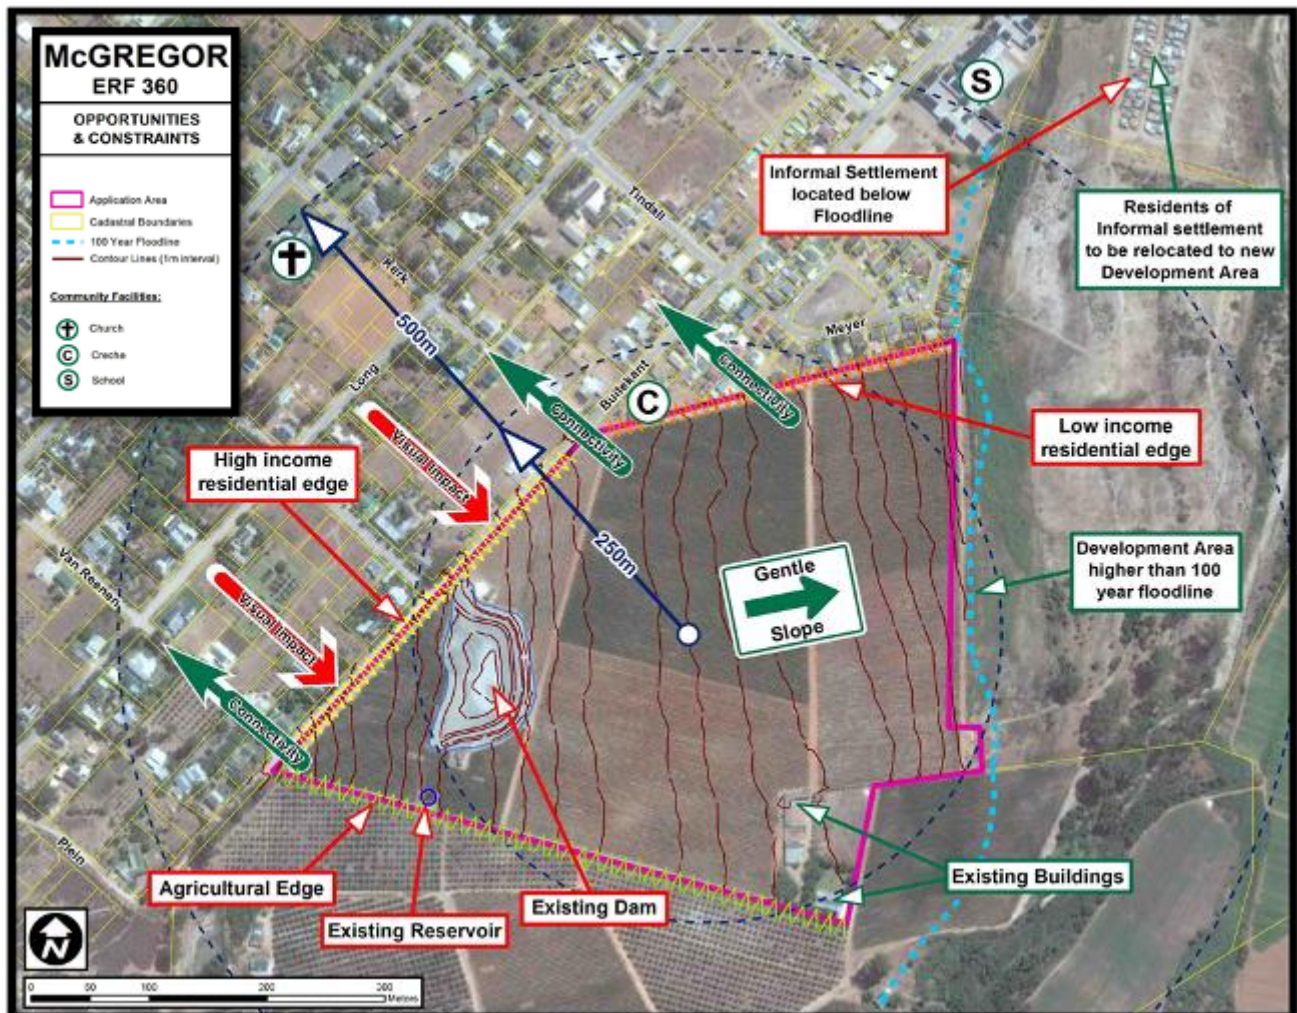 McGREGOR
ERF 360
OPPORTUNITIES
& CONSTRAINTS
Application Area
Cadastral Boundaries
100 Year Floodline
Contour Lines (1m interval)
Community Facilities:
Church
C
Creche
S
School
S
Informal Settlement
located below
Floodline
Residents of
Informal settlement
to be relocated to new
Development Area
Tindall
Kerk
500m
Long
Meyer
Buitekant
C
Connectivity
Connectivity
Visual Impact
High income
residential edge
Low income
residential edge
250m
Van Reenen
Visual Impact
Gentle
Slope
Development Area
higher than 100
year floodline
Connectivity
Plein
Agricultural Edge
Existing Reservoir
Existing Dam
Existing Buildings
N
0 50 100 200 300
Meters